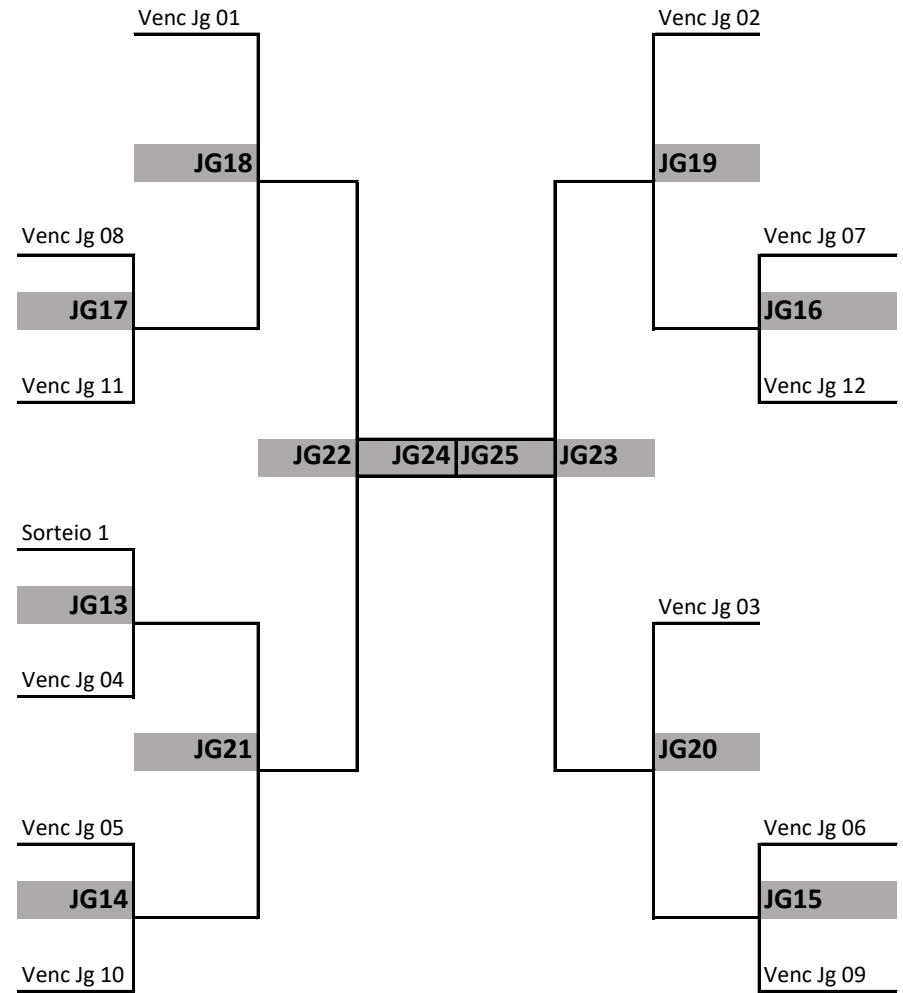 Venc Jg 01
Venc Jg 02
JG18
JG19
Venc Jg 08
Venc Jg 07
JG17
JG16
Venc Jg 11
Venc Jg 12
JG22 JG24 JG25 JG23
Sorteio 1
JG13
Venc Jg 03
Venc Jg 04
JG21
JG20
Venc Jg 05
Venc Jg 06
JG14
JG15
Venc Jg 10
Venc Jg 09